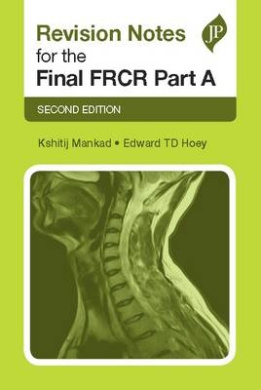 Revision Notes
for the
Final FRCR Part A
JP
SECOND EDITION
Kshitij Mankad • Edward TD Hoey